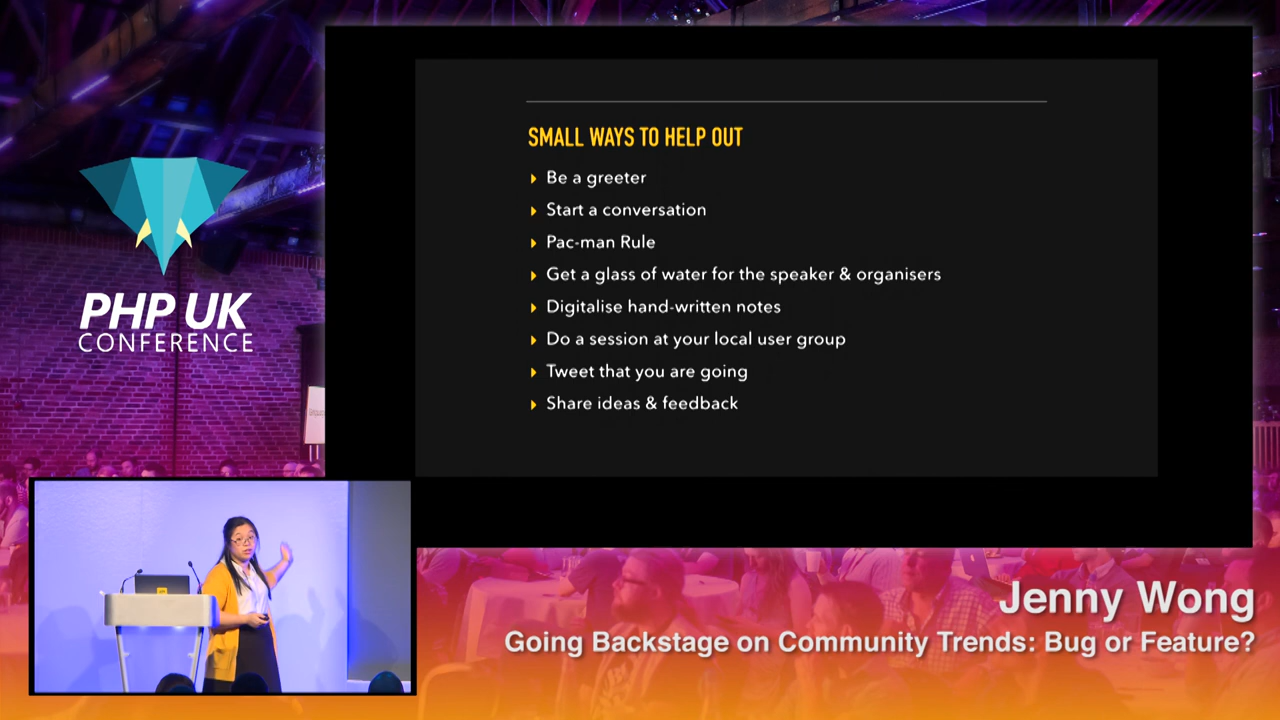 SMALL WAYS TO HELP OUT
Be a greeter
Start a conversation
Pac-man Rule
Get a glass of water for the speaker & organisers
Digitalise hand-written notes
Do a session at your local user group
Tweet that you are going
Share ideas & feedback
PHP UK
CONFERENCE
Jenny Wong
Going Backstage on Community Trends: Bug or Feature?